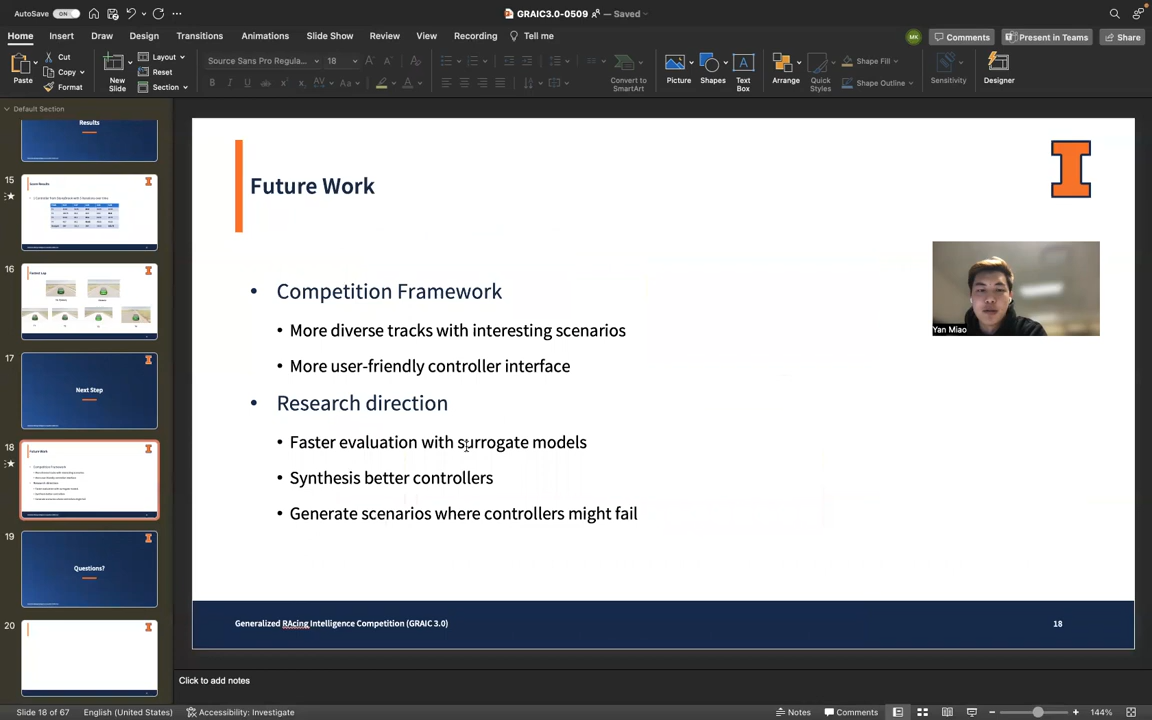 AutoSave ON
GRAIC3.0-0509 — Saved
Home Insert Draw Design Transitions Animations Slide Show Review View Recording Tell me
MK Comments Present in Teams Share
Paste Cut Copy Format
New Slide Layout Reset Section
Source Sans Pro Regula... 18
Convert to SmartArt
Picture Shapes Text Box
Arrange Quick Styles Shape Fill Shape Outline
Sensitivity Designer
Default Section
Results
15
16
17
Next Step
18
Future Work
19
Questions?
20
Future Work
• Competition Framework
• More diverse tracks with interesting scenarios
• More user-friendly controller interface
• Research direction
• Faster evaluation with surrogate models
• Synthesis better controllers
• Generate scenarios where controllers might fail
Yan Miao
Generalized RAcing Intelligence Competition (GRAIC 3.0) 18
Click to add notes
Slide 18 of 67 English (United States) Accessibility: Investigate Notes Comments 144%